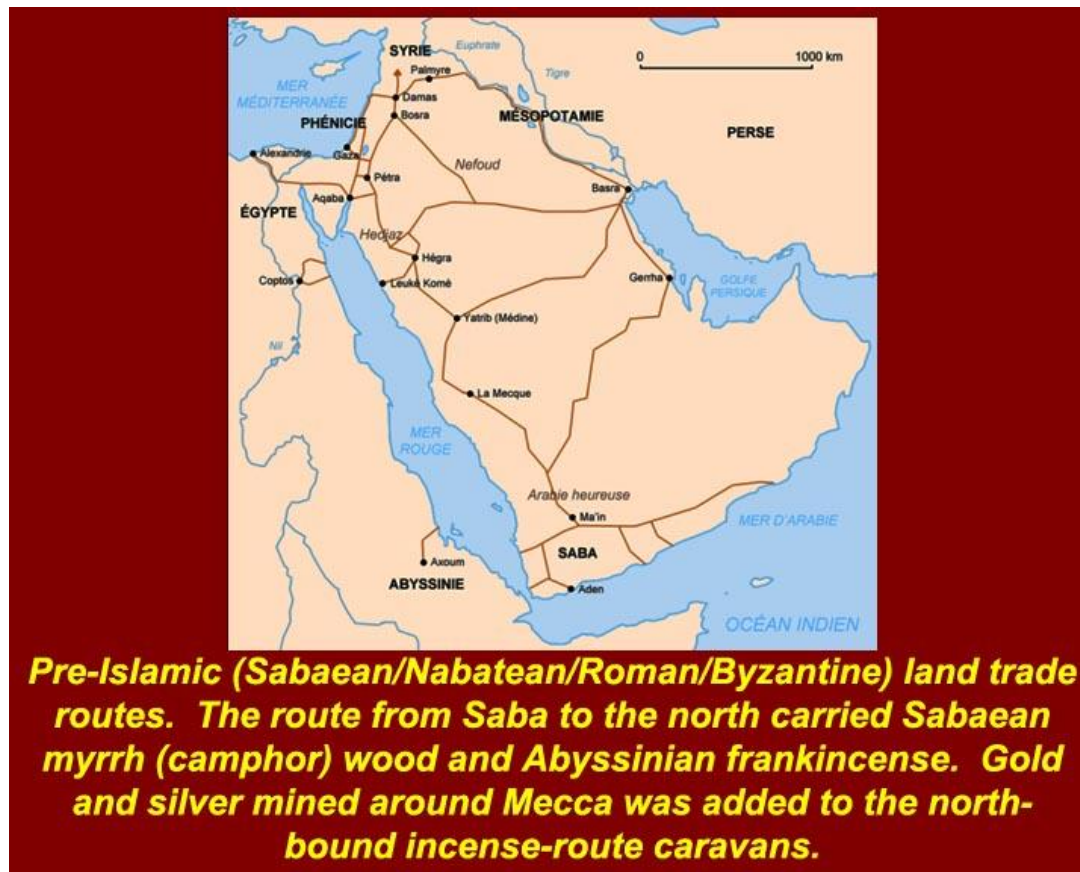 SYRIE
Euphrate
0 1000 km
Palmyre
Tigre
MER
MÉDITERRANÉE
Damas
PHÉNICIE
Bosra
MÉSOPOTAMIE
PERSE
Alexandrie
Gaza
Nefoud
Pétra
Basra
Aqaba
ÉGYPTE
Hedjaz
Hégra
Coptos
Leuké Komé
Gerrha
GOLFE
PERSIQUE
Yatrib (Médine)
Nil
La Mecque
MER
ROUGE
Arabie heureuse
Ma'in
MER D'ARABIE
SABA
Axoum
ABYSSINIE
Aden
OCÉAN INDIEN
Pre-Islamic (Sabaean/Nabatean/Roman/Byzantine) land trade
routes. The route from Saba to the north carried Sabaean
myrrh (camphor) wood and Abyssinian frankincense. Gold
and silver mined around Mecca was added to the north-
bound incense-route caravans.